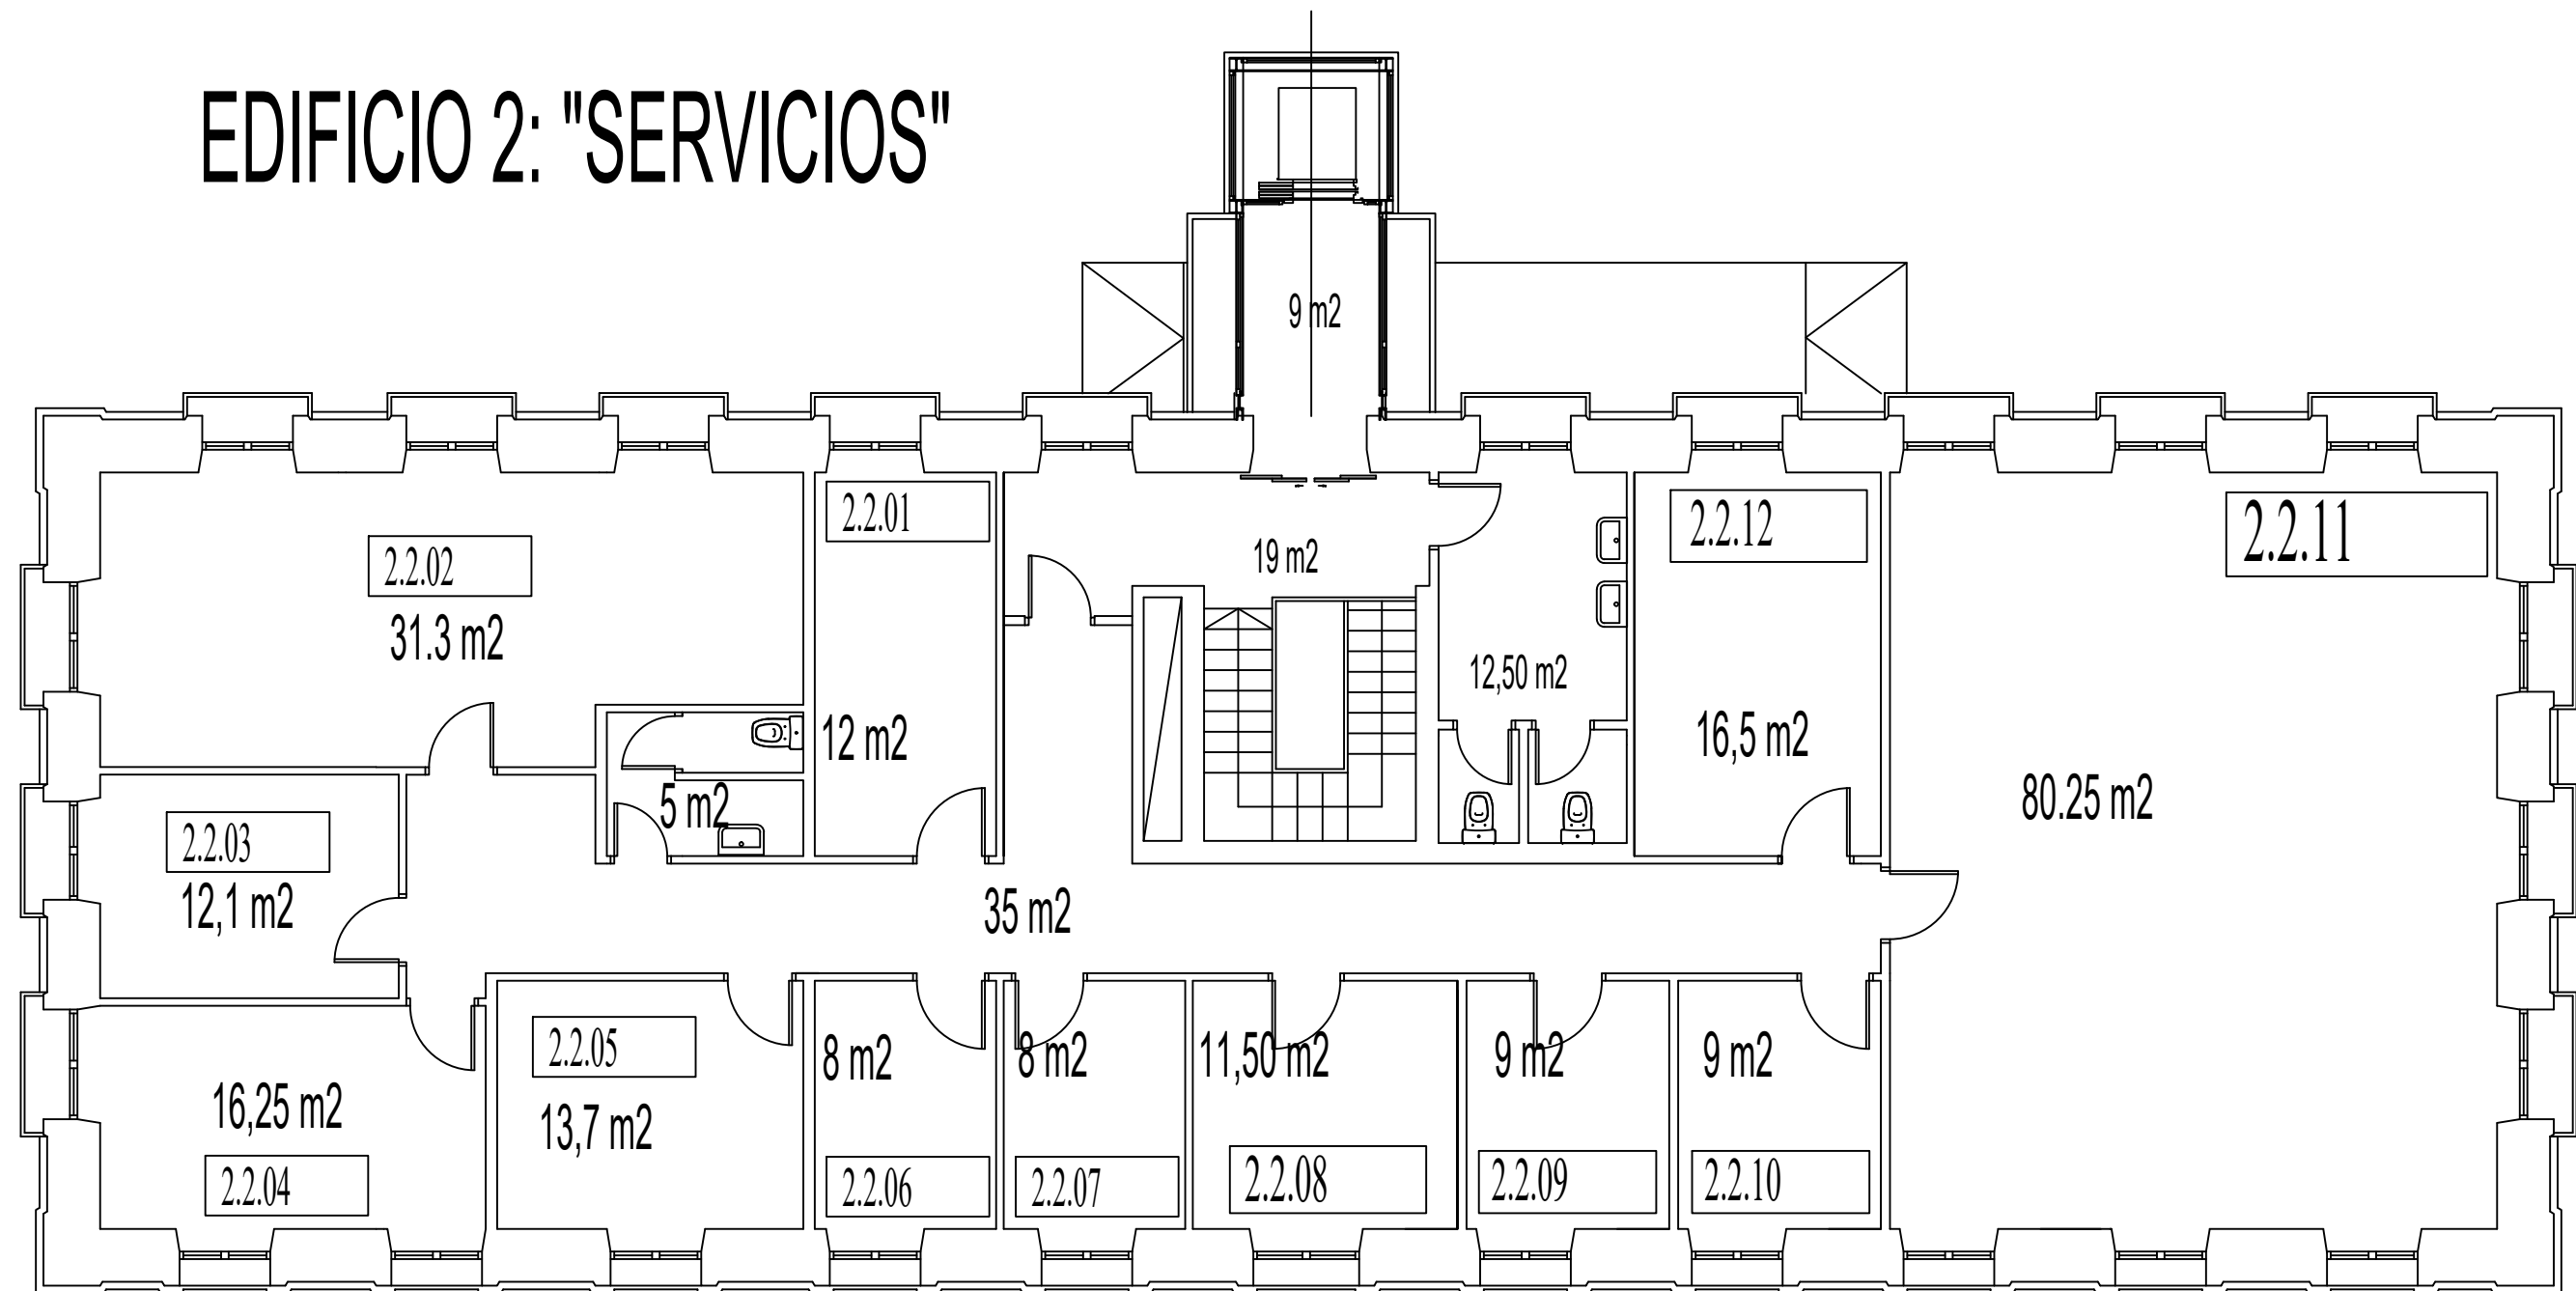 EDIFICIO 2: "SERVICIOS"
9 m2
2.2.01
2.2.12
2.2.11
2.2.02
19 m2
31.3 m2
12,50 m2
12 m2
16,5 m2
80.25 m2
5 m2
2.2.03
12,1 m2
35 m2
2.2.05
8 m2
8 m2
11,50 m2
9 m2
9 m2
16,25 m2
13,7 m2
2.2.04
2.2.06
2.2.07
2.2.08
2.2.09
2.2.10